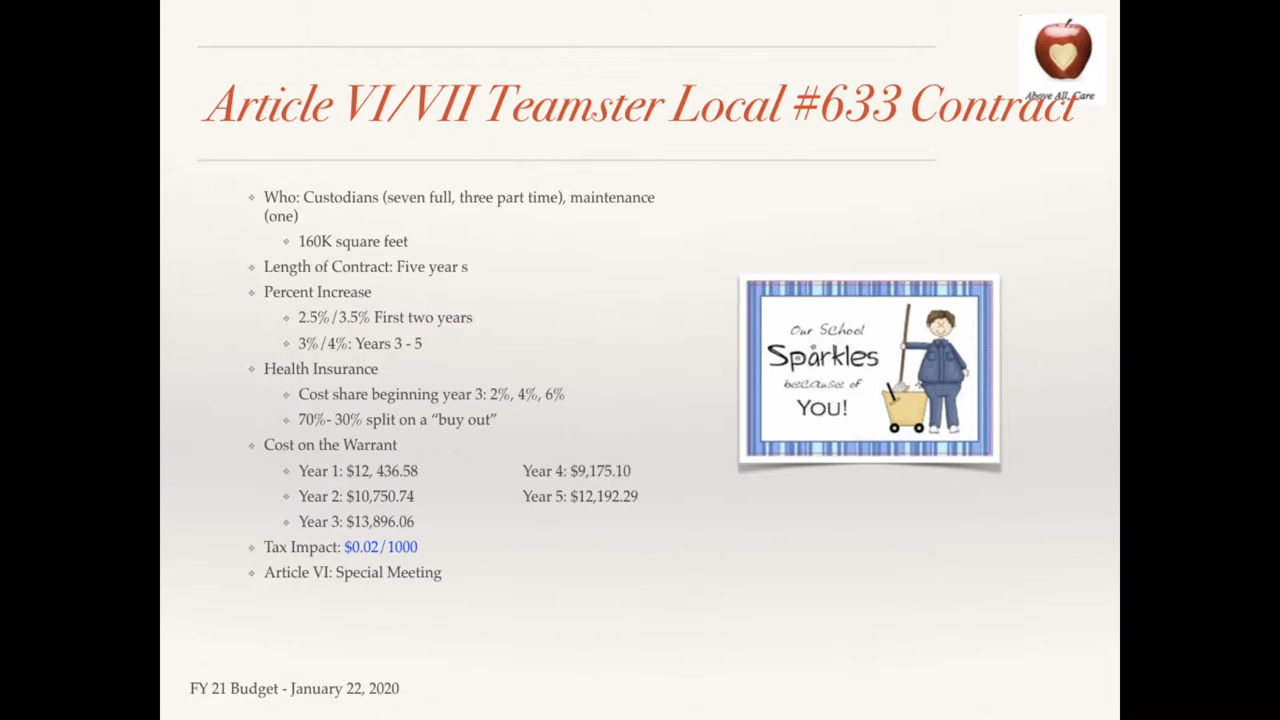 Above All, Care
Article VI/VII Teamster Local #633 Contract
Who: Custodians (seven full, three part time), maintenance
(one)
160K square feet
Length of Contract: Five year s
Percent Increase
2.5%/3.5% First two years
3%/4%: Years 3 - 5
Health Insurance
Cost share beginning year 3: 2%, 4%, 6%
70%- 30% split on a “buy out”
Cost on the Warrant
Year 1: $12, 436.58 Year 4: $9,175.10
Year 2: $10,750.74 Year 5: $12,192.29
Year 3: $13,896.06
Tax Impact: $0.02/1000
Article VI: Special Meeting
Our School
Sparkles
because of
YOU!
FY 21 Budget - January 22, 2020